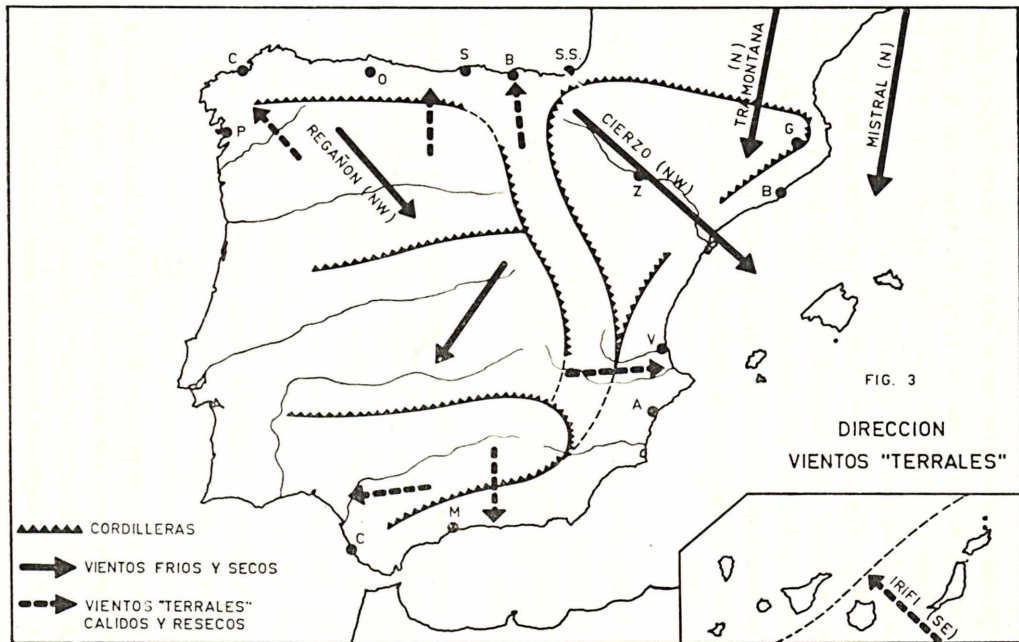 C
O
S
B
S.S.
TRAMONTANA
(N)
MISTRAL (N)
P
REGAÑON (NW)
CIERZO (NW)
G
Z
B
V
FIG. 3
A
DIRECCION
VIENTOS "TERRALES"
CORDILLERAS
M
VIENTOS FRIOS Y SECOS
C
VIENTOS "TERRALES"
CALIDOS Y RESECOS
IRIFI (SE)